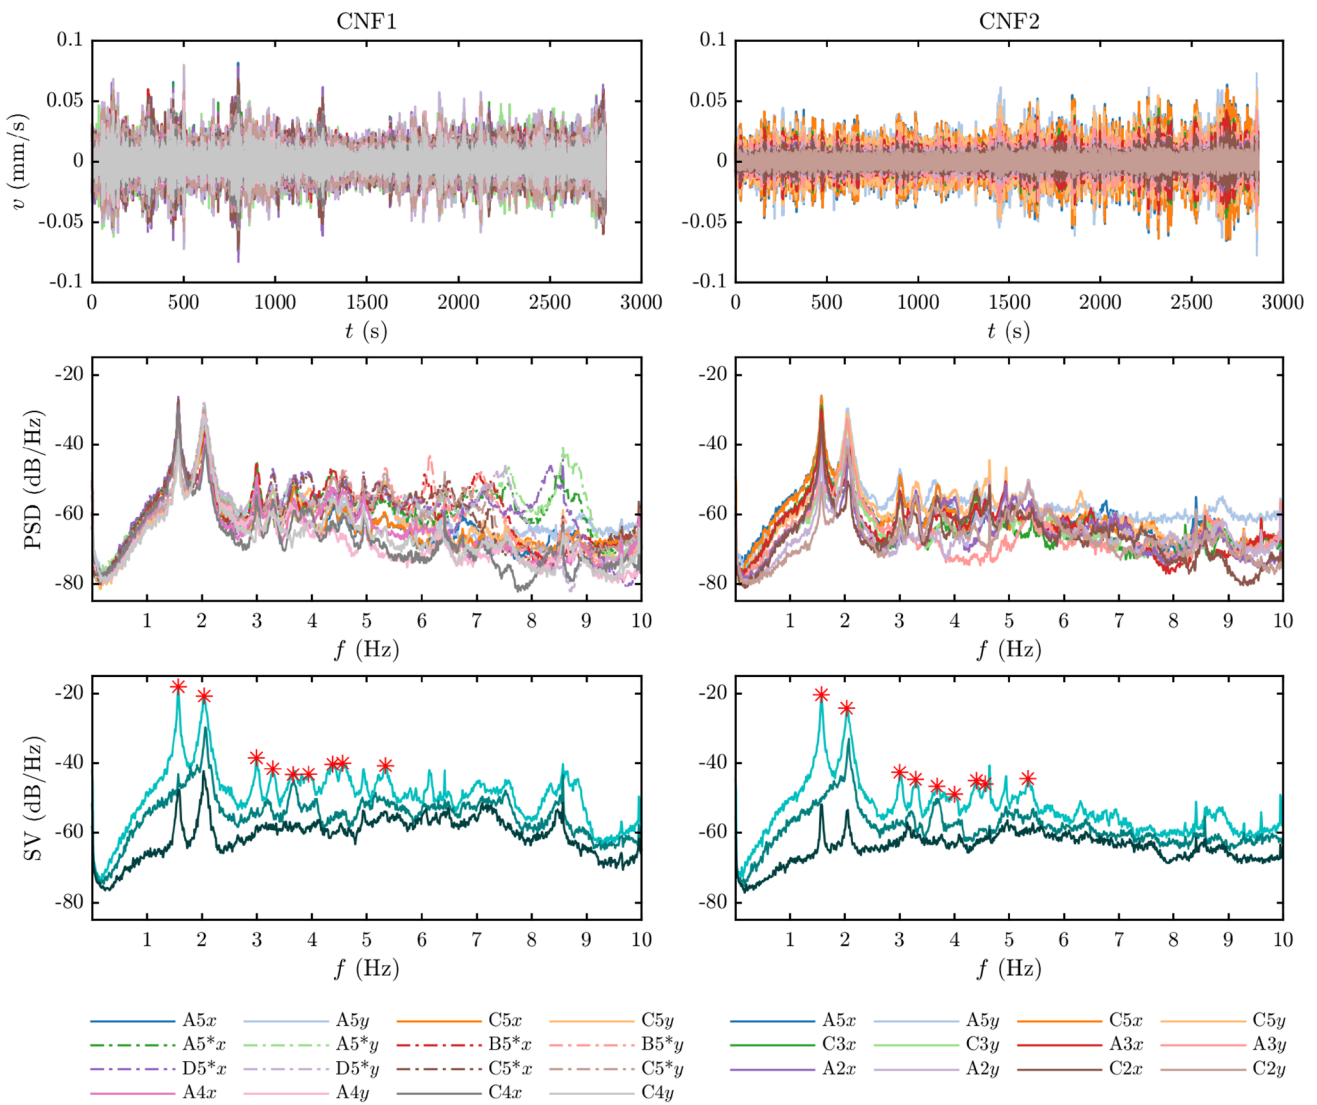 CNF1 CNF2
0.1 0.1
0.05 0.05
v (mm/s) 0 0
-0.05 -0.05
-0.1 -0.1
0 500 1000 1500 2000 2500 3000 0 500 1000 1500 2000 2500 3000
t (s) t (s)
-20 -20
-40 -40
PSD (dB/Hz) -60 -60
-80 -80
1 2 3 4 5 6 7 8 9 10 1 2 3 4 5 6 7 8 9 10
f (Hz) f (Hz)
-20 -20
-40 -40
SV (dB/Hz) -60 -60
-80 -80
1 2 3 4 5 6 7 8 9 10 1 2 3 4 5 6 7 8 9 10
f (Hz) f (Hz)
A5x A5y C5x C5y A5x A5y C5x C5y
A5*x A5*y B5*x B5*y C3x C3y A3x A3y
D5*x D5*y C5*x C5*y A2x A2y C2x C2y
A4x A4y C4x C4y